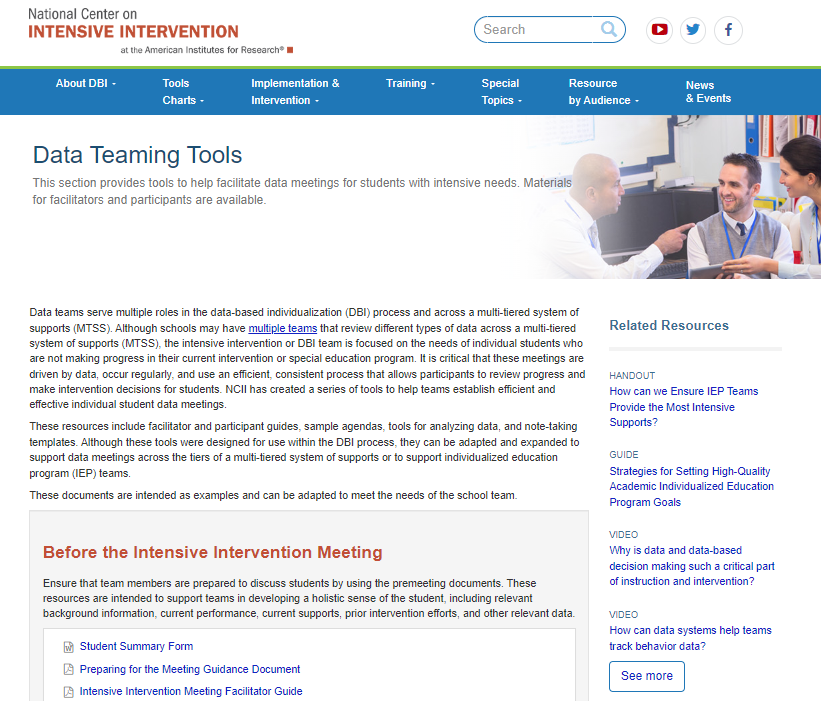 National Center on
INTENSIVE INTERVENTION
at the American Institutes for Research®
Search
About DBI
Tools
Charts
Implementation &
Intervention
Training
Special
Topics
Resource
by Audience
News
& Events
Data Teaming Tools
This section provides tools to help facilitate data meetings for students with intensive needs. Materials
for facilitators and participants are available.
Data teams serve multiple roles in the data-based individualization (DBI) process and across a multi-tiered system of
supports (MTSS). Although schools may have multiple teams that review different types of data across a multi-tiered
system of supports (MTSS), the intensive intervention or DBI team is focused on the needs of individual students who
are not making progress in their current intervention or special education program. It is critical that these meetings are
driven by data, occur regularly, and use an efficient, consistent process that allows participants to review progress and
make intervention decisions for students. NCII has created a series of tools to help teams establish efficient and
effective individual student data meetings.
These resources include facilitator and participant guides, sample agendas, tools for analyzing data, and note-taking
templates. Although these tools were designed for use within the DBI process, they can be adapted and expanded to
support data meetings across the tiers of a multi-tiered system of supports or to support individualized education
program (IEP) teams.
These documents are intended as examples and can be adapted to meet the needs of the school team.
Before the Intensive Intervention Meeting
Ensure that team members are prepared to discuss students by using the premeeting documents. These
resources are intended to support teams in developing a holistic sense of the student, including relevant
background information, current performance, current supports, prior intervention efforts, and other relevant data.
Student Summary Form
Preparing for the Meeting Guidance Document
Intensive Intervention Meeting Facilitator Guide
Related Resources
HANDOUT
How can we Ensure IEP Teams
Provide the Most Intensive
Supports?
GUIDE
Strategies for Setting High-Quality
Academic Individualized Education
Program Goals
VIDEO
Why is data and data-based
decision making such a critical part
of instruction and intervention?
VIDEO
How can data systems help teams
track behavior data?
See more